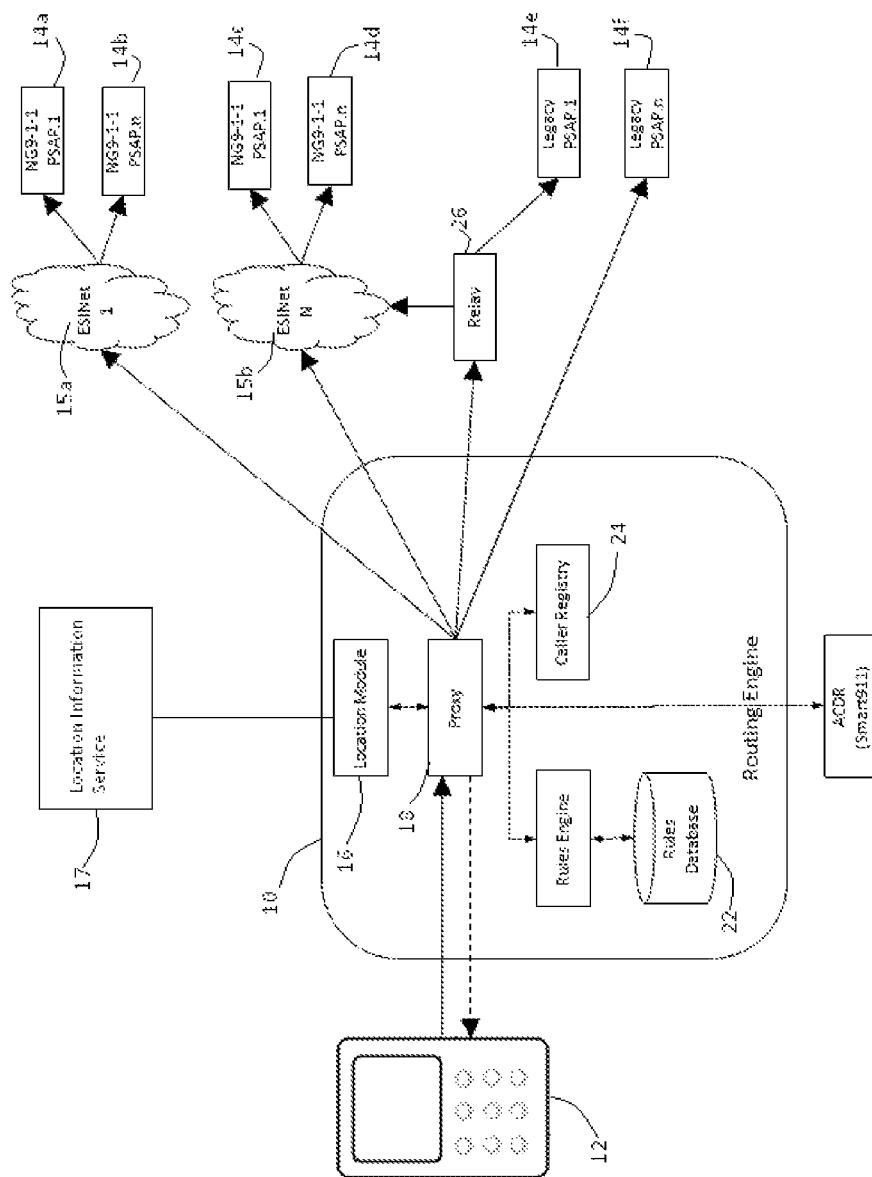 14a
NG9-1-1
PSAP.1
14b
NG9-1-1
PSAP.n
14c
NG9-1-1
PSAP.1
14d
NG9-1-1
PSAP.n
14e
Legacy
PSAP.1
14f
Legacy
PSAP.n
ESINet
1
15a
ESINet
N
15b
26
Relay
Location Information
Service
17
10
Location Module
16
Proxy
18
Caller Registry
24
Rules Engine
Rules
Database
22
Routing Engine
ACDR
(Smart911)
12